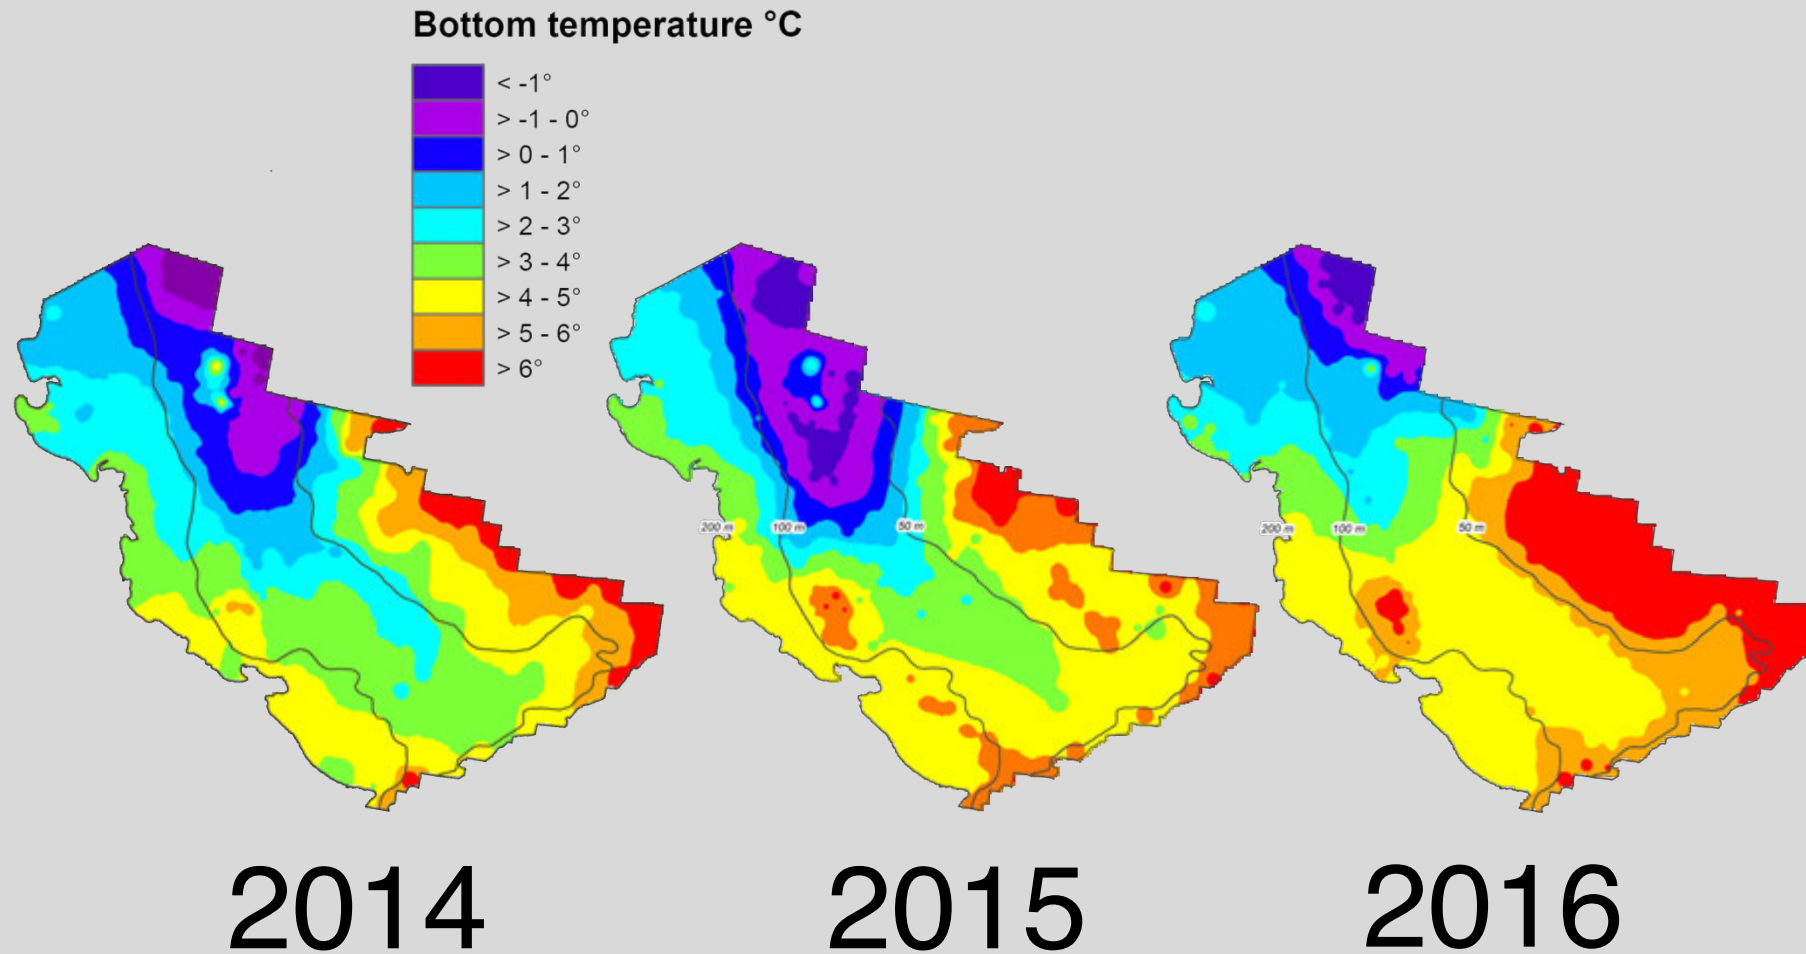 Bottom temperature °C
< -1°
> -1 - 0°
> 0 - 1°
> 1 - 2°
> 2 - 3°
> 3 - 4°
> 4 - 5°
> 5 - 6°
> 6°
200 m 100 m 50 m
200 m 100 m 50 m
2014 2015 2016